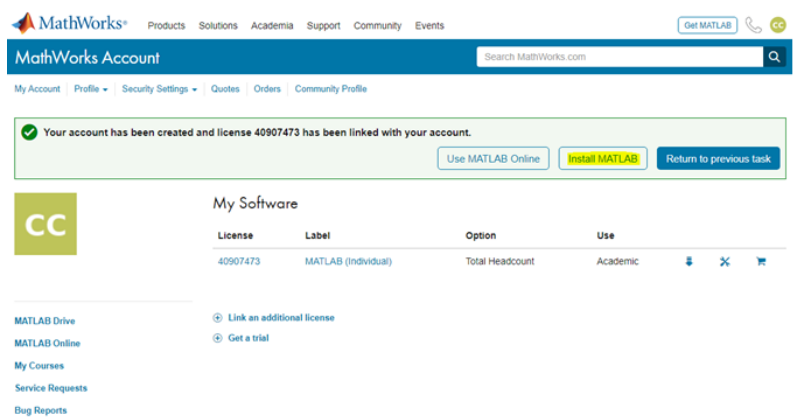 MathWorks® Products Solutions Academia Support Community Events Get MATLAB CC
MathWorks Account Search MathWorks.com
My Account Profile Security Settings Quotes Orders Community Profile
Your account has been created and license 40907473 has been linked with your account.
Use MATLAB Online Install MATLAB Return to previous task
CC
My Software
License Label Option Use
40907473 MATLAB (Individual) Total Headcount Academic
Link an additional license
Get a trial
MATLAB Drive
MATLAB Online
My Courses
Service Requests
Bug Reports